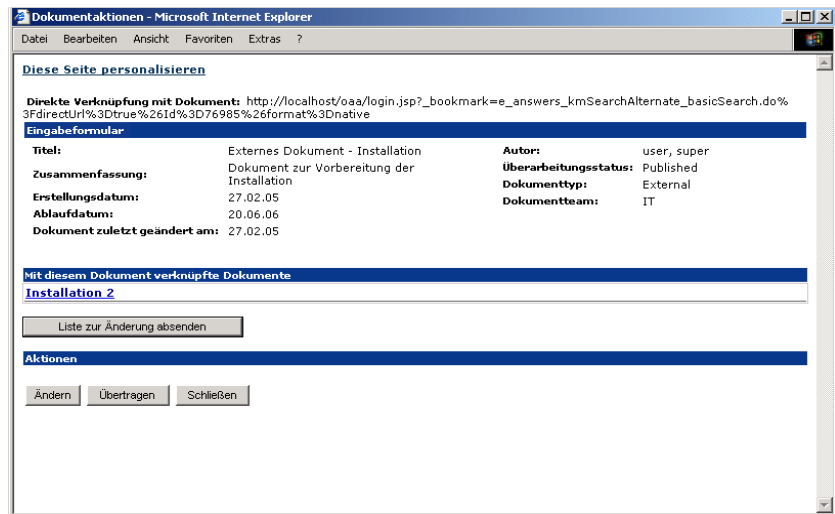 Dokumentaktionen - Microsoft Internet Explorer
Datei Bearbeiten Ansicht Favoriten Extras ?
Diese Seite personalisieren
Direkte Verknüpfung mit Dokument: http://localhost/oaa/login.jsp?_bookmark=e_answers_kmSearchAlternate_basicSearch.do%
3FdirectUrl%3Dtrue%26Id%3D76985%26format%3Dnative
Eingabeformular
Titel: Externes Dokument - Installation Autor: user, super
Zusammenfassung: Dokument zur Vorbereitung der Installation Überarbeitungsstatus: Published
Dokumenttyp: External
Erstellungsdatum: 27.02.05 Dokumentteam: IT
Ablaufdatum: 20.06.06
Dokument zuletzt geändert am: 27.02.05
Mit diesem Dokument verknüpfte Dokumente
Installation 2
Liste zur Änderung absenden
Aktionen
Ändern Übertragen Schließen